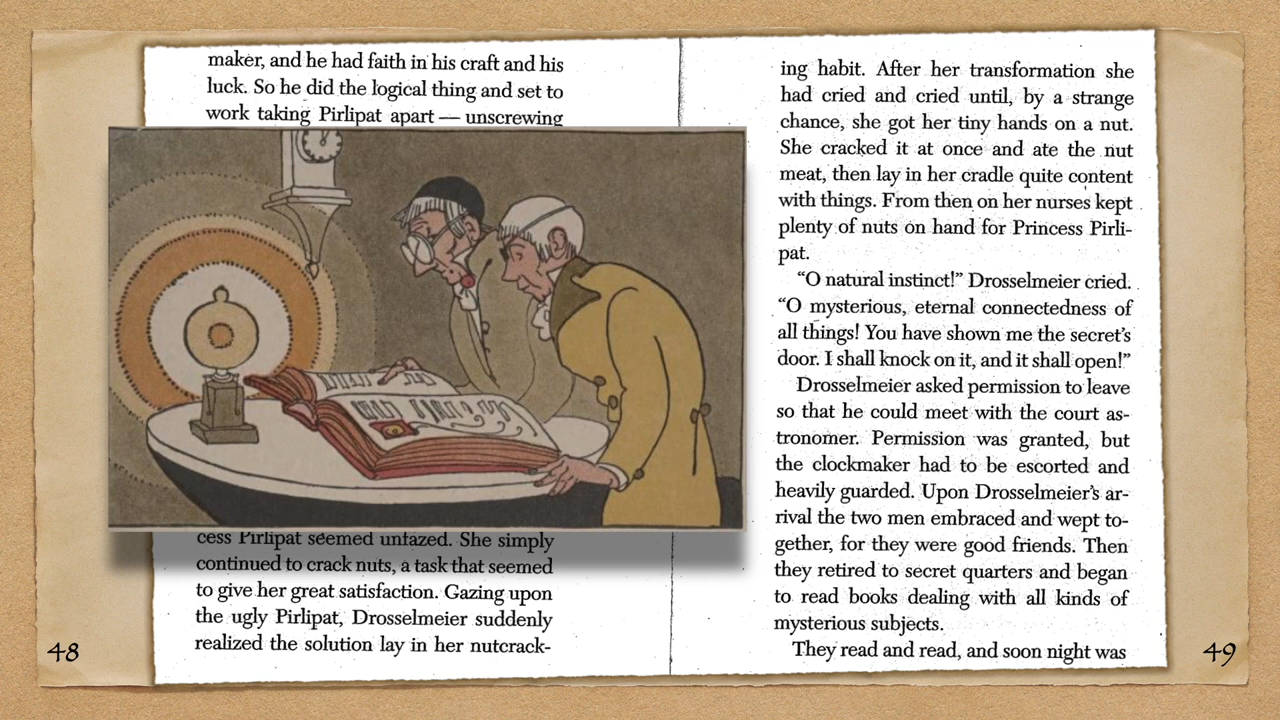 maker, and he had faith in his craft and his
luck. So he did the logical thing and set to
work taking Pirlipat apart — unscrewing
cess Pirlipat seemed unfazed. She simply
continued to crack nuts, a task that seemed
to give her great satisfaction. Gazing upon
the ugly Pirlipat, Drosselmeier suddenly
realized the solution lay in her nutcrack-
48
ing habit. After her transformation she
had cried and cried until, by a strange
chance, she got her tiny hands on a nut.
She cracked it at once and ate the nut
meat, then lay in her cradle quite content
with things. From then on her nurses kept
plenty of nuts on hand for Princess Pirli-
pat.
“O natural instinct!” Drosselmeier cried.
“O mysterious, eternal connectedness of
all things! You have shown me the secret’s
door. I shall knock on it, and it shall open!”
Drosselmeier asked permission to leave
so that he could meet with the court as-
tronomer. Permission was granted, but
the clockmaker had to be escorted and
heavily guarded. Upon Drosselmeier’s ar-
rival the two men embraced and wept to-
gether, for they were good friends. Then
they retired to secret quarters and began
to read books dealing with all kinds of
mysterious subjects.
They read and read, and soon night was
49